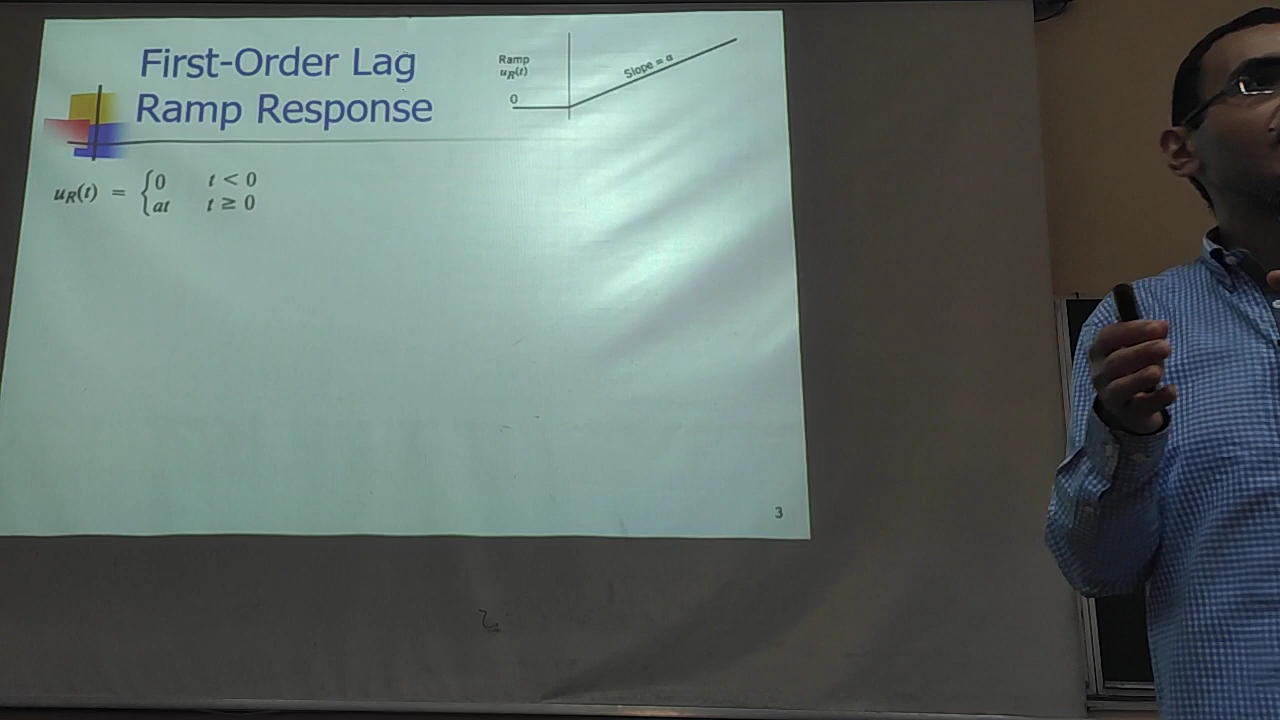 First-Order Lag
Ramp Response
Ramp
u_R(t)
0
Slope = a
u_R(t) = { 0 t < 0
at t ≥ 0
3